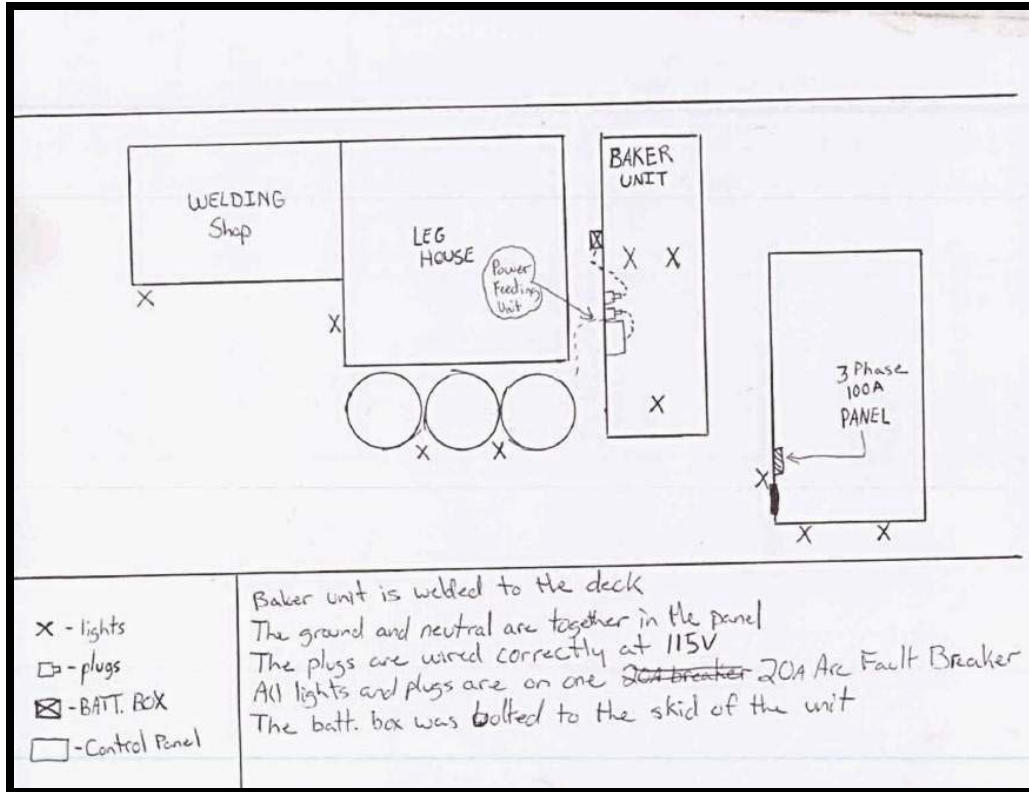 WELDING
Shop
LEG
HOUSE
BAKER
UNIT
Power
Feeding
Unit
3 Phase
100A
PANEL
X - lights
- plugs
- BATT. BOX
- Control Panel
Baker unit is welded to the deck
The ground and neutral are together in the panel
The plugs are wired correctly at 115V
All lights and plugs are on one 20A breaker 20A Arc Fault Breaker
The batt. box was bolted to the skid of the unit